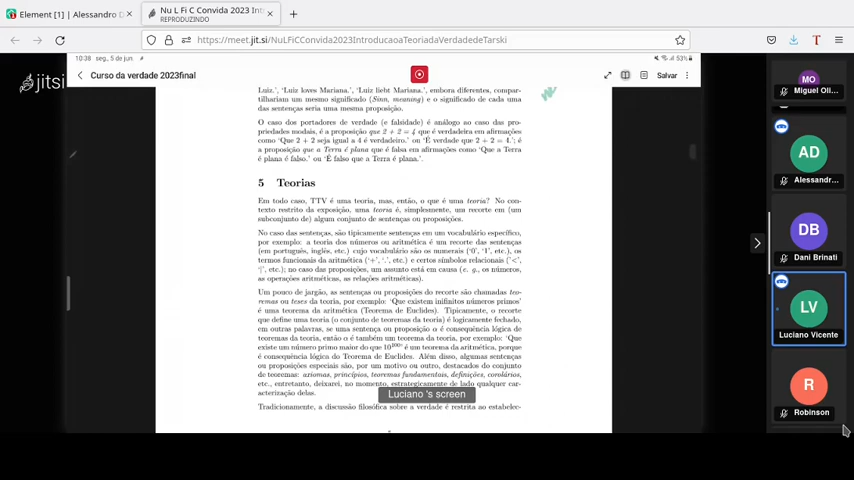 Element [1] | Alessandro D
Nu L Fi C Convida 2023 Int
REPRODUZINDO
https://meet.jit.si/NuLFiCConvida2023IntroducaoaTeoriadaVerdadedeTarski
jitsi
10:38 seg., 5 de jun.
53%
Curso da verdade 2023final
Salvar
Luiz.', 'Luiz loves Mariana.', 'Luiz liebt Mariana.', embora diferentes, compar-
tilhariam um mesmo significado (Sinn, meaning) e o significado de cada uma
das sentenças seria uma mesma proposição.
O caso dos portadores de verdade (e falsidade) é análogo ao caso das pro-
priedades modais, é a proposição que 2 + 2 = 4 que é verdadeira em afirmações
como 'Que 2 + 2 seja igual a 4 é verdadeiro.' ou 'É verdade que 2 + 2 = 4.'; é
a proposição que a Terra é plana que é falsa em afirmações como 'Que a Terra
é plana é falso.' ou 'É falso que a Terra é plana.'.
5 Teorias
Em todo caso, TTV é uma teoria, mas, então, o que é uma teoria? No con-
texto restrito da exposição, uma teoria é, simplesmente, um recorte em (um
subconjunto de) algum conjunto de sentenças ou proposições.
No caso das sentenças, são tipicamente sentenças em um vocabulário específico,
por exemplo: a teoria dos números ou aritmética é um recorte das sentenças
(em português, inglês, etc.) cujo vocabulário são os numerais ('0', '1', etc.), os
termos funcionais da aritmética ('+', '.', etc.) e certos símbolos relacionais ('<',
'|', etc.); no caso das proposições, um assunto está em causa (e. g., os números,
as operações aritméticas, as relações aritméticas).
Um pouco de jargão, as sentenças ou proposições do recorte são chamadas teo-
remas ou teses da teoria, por exemplo: 'Que existem infinitos números primos'
é uma teorema da aritmética (Teorema de Euclides). Tipicamente, o recorte
que define uma teoria (o conjunto de teoremas da teoria) é logicamente fechado,
em outras palavras, se uma sentença ou proposição α é consequência lógica de
teoremas da teoria, então α é também um teorema da teoria, por exemplo: 'Que
existe um número primo maior do que 10¹⁰⁰' é um teorema da aritmética, porque
é consequência lógica do Teorema de Euclides. Além disso, algumas sentenças
ou proposições especiais são, por um motivo ou outro, destacados do conjunto
de teoremas: axiomas, princípios, teoremas fundamentais, definições, corolários,
etc., entretanto, deixarei, no momento, estrategicamente de lado qualquer car-
acterização delas.
Luciano 's screen
Tradicionalmente, a discussão filosófica sobre a verdade é restrita ao estabelec-
MO
Miguel Oli...
AD
Alessandr...
DB
Dani Brinati
LV
Luciano Vicente
R
Robinson